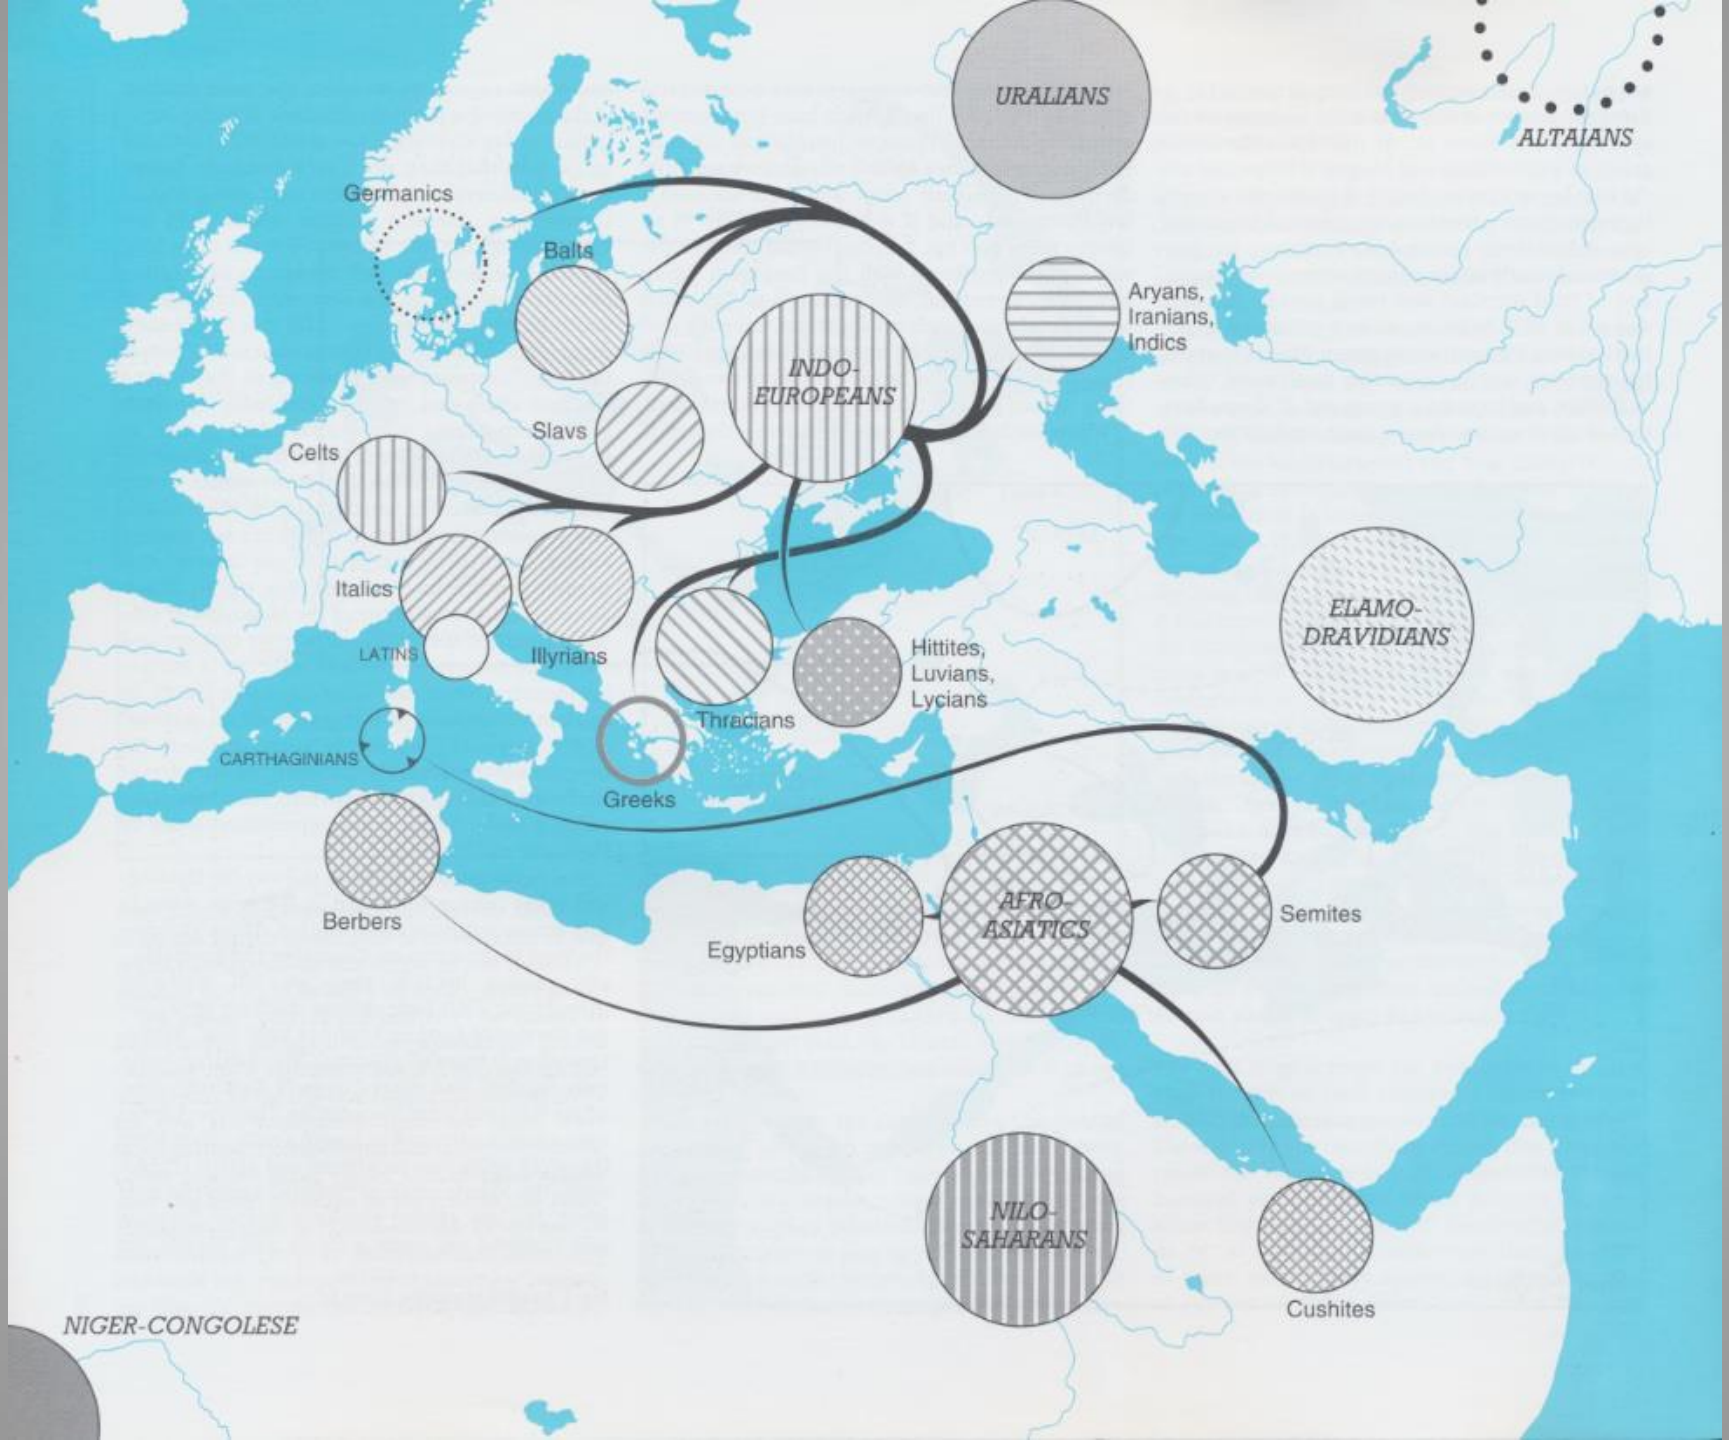 URALIANS
ALTAIANS
Germanics
Balts
Aryans,
Iranians,
Indics
INDO-
EUROPEANS
Slavs
Celts
Italics
LATINS
Illyrians
Hittites,
Luvians,
Lycians
ELAMO-
DRAVIDIANS
Thracians
CARTHAGINIANS
Greeks
Berbers
AFRO-
ASIATICS
Semites
Egyptians
NILO-
SAHARANS
Cushites
NIGER-CONGOLESE